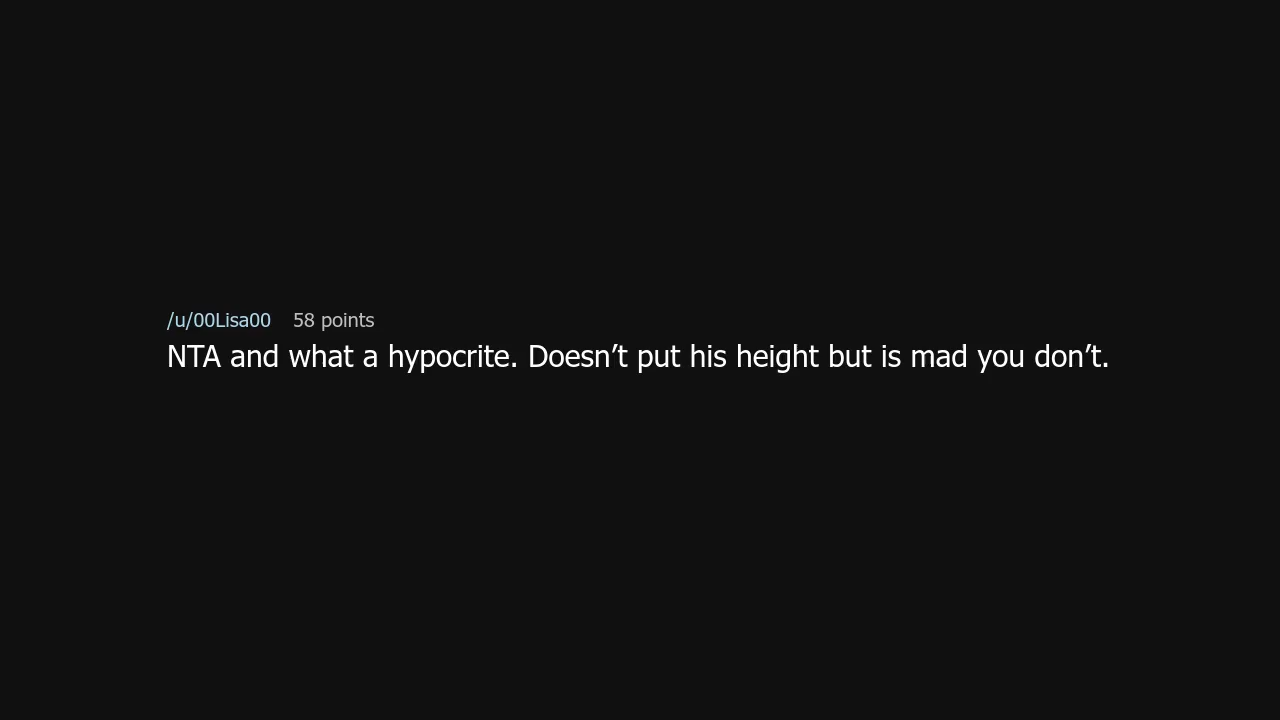 /u/00Lisa00 58 points
NTA and what a hypocrite. Doesn’t put his height but is mad you don’t.